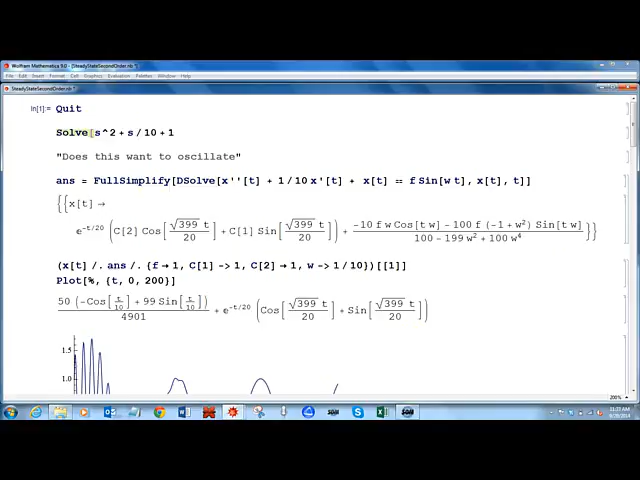 Wolfram Mathematica 9.0 - [SteadyStateSecondOrder.nb *]
File Edit Insert Format Cell Graphics Evaluation Palettes Window Help
SteadyStateSecondOrder.nb *
In[1]:= Quit
Solve[s^2 + s / 10 + 1
"Does this want to oscillate"
ans = FullSimplify[DSolve[x''[t] + 1 / 10 x'[t] + x[t] == f Sin[w t], x[t], t]]
{{x[t] →
e^(-t/20) (C[2] Cos[√399 t / 20] + C[1] Sin[√399 t / 20]) + (-10 f w Cos[t w] - 100 f (-1 + w²) Sin[t w]) / (100 - 199 w² + 100 w⁴)}}
(x[t] /. ans /. {f → 1, C[1] -> 1, C[2] → 1, w -> 1 / 10})[[1]]
Plot[%, {t, 0, 200}]
50 (-Cos[t/10] + 99 Sin[t/10]) / 4901 + e^(-t/20) (Cos[√399 t / 20] + Sin[√399 t / 20])
1.5
1.0
200%
11:37 AM